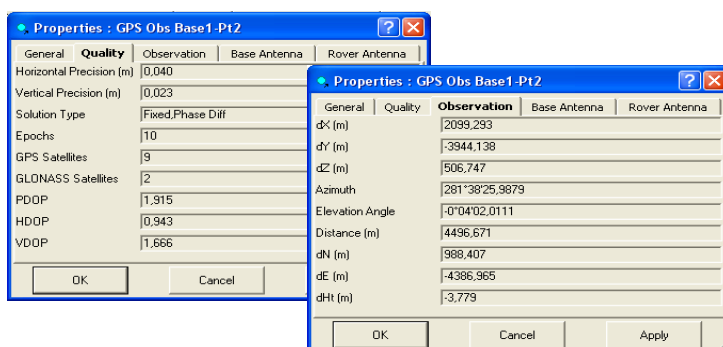 Properties : GPS Obs Base1-Pt2
General Quality Observation Base Antenna Rover Antenna
Horizontal Precision (m) 0,040
Vertical Precision (m) 0,023
Solution Type Fixed,Phase Diff
Epochs 10
GPS Satellites 9
GLONASS Satellites 2
PDOP 1,915
HDOP 0,943
VDOP 1,666
OK Cancel
Properties : GPS Obs Base1-Pt2
General Quality Observation Base Antenna Rover Antenna
dX (m) 2099,293
dY (m) -3944,138
dZ (m) 506,747
Azimuth 281°38'25,9879
Elevation Angle -0°04'02,0111
Distance (m) 4496,671
dN (m) 988,407
dE (m) -4386,965
dHt (m) -3,779
OK Cancel Apply